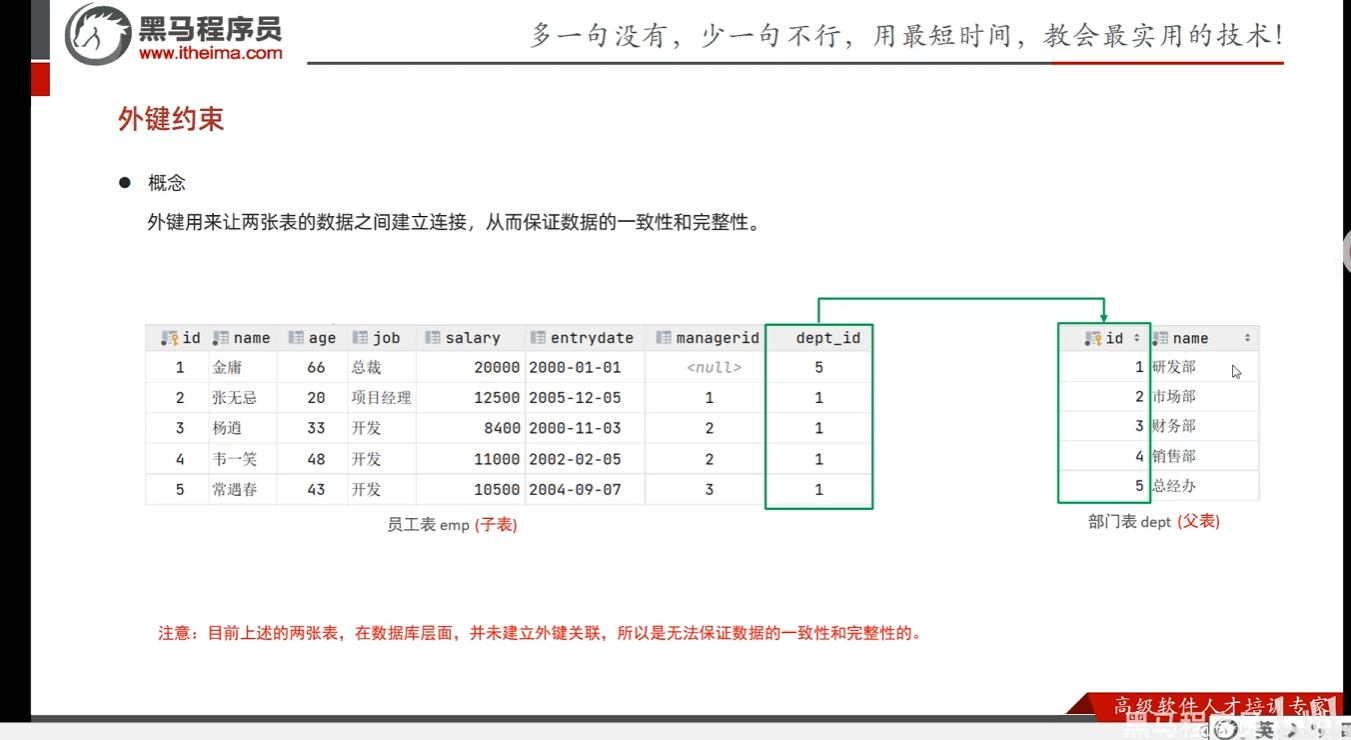 黑马程序员
www.itheima.com
多一句没有，少一句不行，用最短时间，教会最实用的技术！
外键约束
● 概念
外键用来让两张表的数据之间建立连接，从而保证数据的一致性和完整性。
id name age job salary entrydate managerid dept_id
1 金庸 66 总裁 20000 2000-01-01 <null> 5
2 张无忌 20 项目经理 12500 2005-12-05 1 1
3 杨逍 33 开发 8400 2000-11-03 2 1
4 韦一笑 48 开发 11000 2002-02-05 2 1
5 常遇春 43 开发 10500 2004-09-07 3 1
员工表 emp (子表)
id name
1 研发部
2 市场部
3 财务部
4 销售部
5 总经办
部门表 dept (父表)
注意：目前上述的两张表，在数据库层面，并未建立外键关联，所以是无法保证数据的一致性和完整性的。
高级软件人才培训专家
英